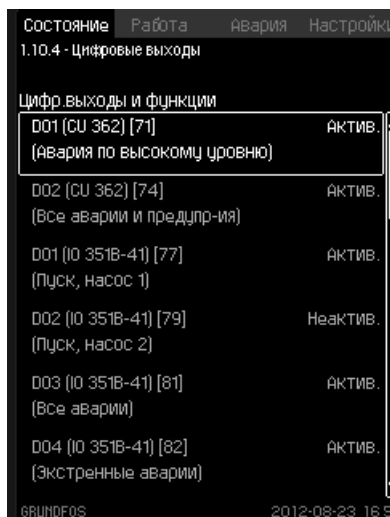 Состояние Работа Авария Настройки
1.10.4 - Цифровые выходы
Цифр.выходы и функции
DO1 (CU 362) [71] Актив.
(Авария по высокому уровню)
DO2 (CU 362) [74] Актив.
(Все аварии и предупр-ия)
DO1 (IO 351B-41) [77] Актив.
(Пуск, насос 1)
DO2 (IO 351B-41) [79] Неактив.
(Пуск, насос 2)
DO3 (IO 351B-41) [81] Актив.
(Все аварии)
DO4 (IO 351B-41) [82] Актив.
(Экстренные аварии)
GRUNDFOS 2012-08-23 16:5